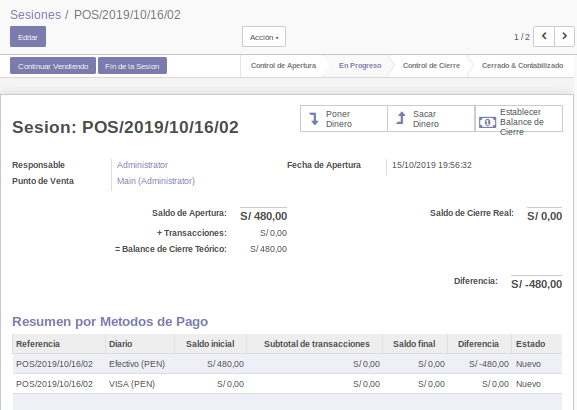 Sesiones / POS/2019/10/16/02
Editar
Acción
1 / 2
Continuar Vendiendo
Fin de la Sesion
Control de Apertura
En Progreso
Control de Cierre
Cerrado & Contabilizado
Poner Dinero
Sacar Dinero
Establecer Balance de Cierre
Sesion: POS/2019/10/16/02
Responsable Administrator Fecha de Apertura 15/10/2019 19:56:32
Punto de Venta Main (Administrator)
Saldo de Apertura: S/ 480,00 Saldo de Cierre Real: S/ 0,00
+ Transacciones: S/ 0,00
= Balance de Cierre Teórico: S/ 480,00
Diferencia: S/ -480,00
Resumen por Metodos de Pago
Referencia Diario Saldo inicial Subtotal de transacciones Saldo final Diferencia Estado
POS/2019/10/16/02 Efectivo (PEN) S/ 480,00 S/ 0,00 S/ 0,00 S/ -480,00 Nuevo
POS/2019/10/16/02 VISA (PEN) S/ 0,00 S/ 0,00 S/ 0,00 S/ 0,00 Nuevo